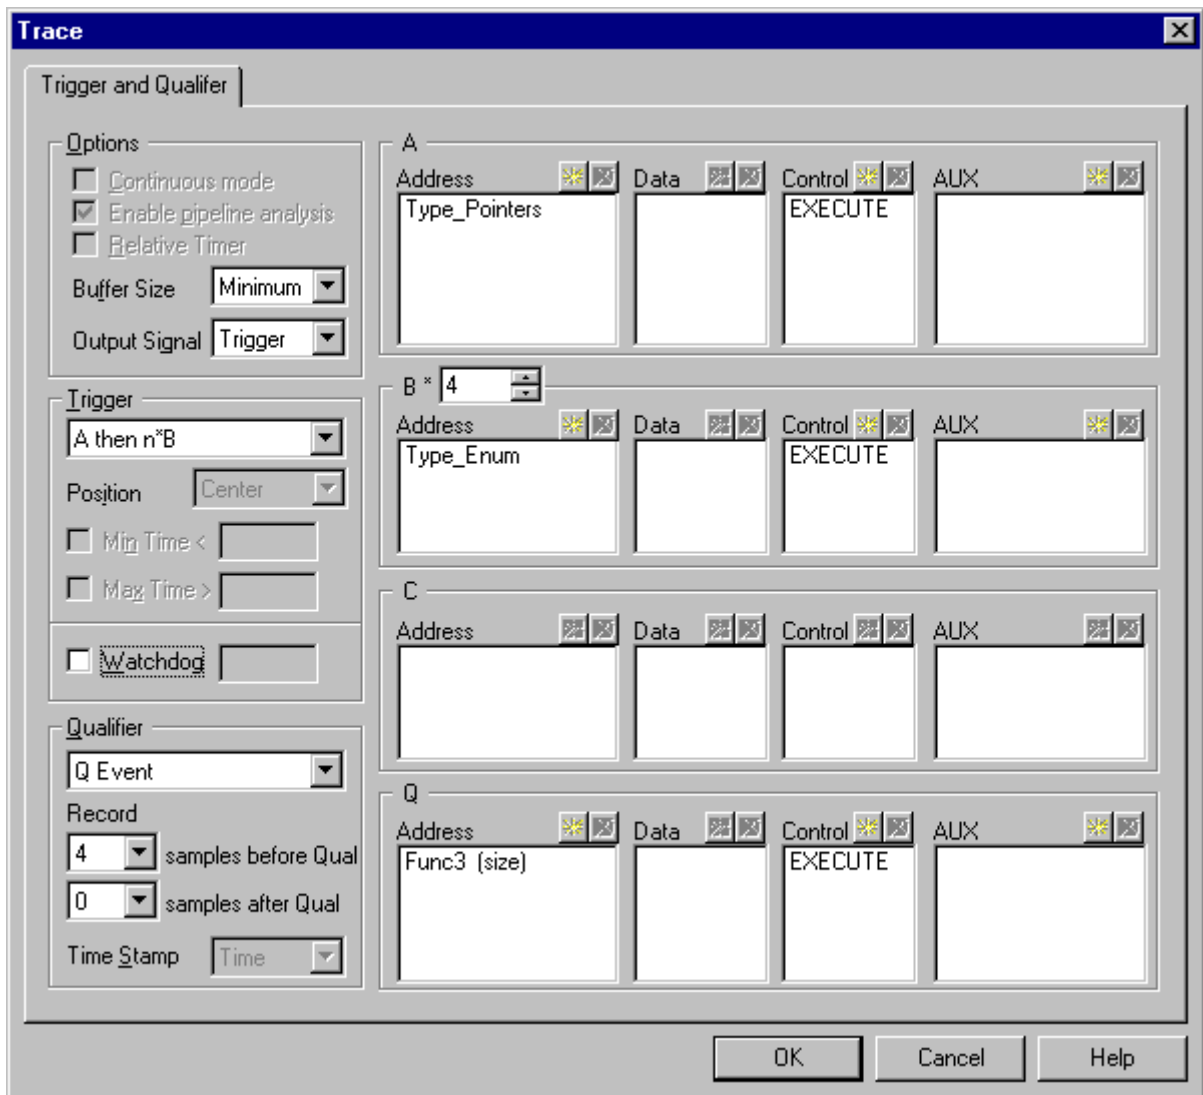 Trace
Trigger and Qualifer
Options
Continuous mode
Enable pipeline analysis
Relative Timer
Buffer Size Minimum
Output Signal Trigger
Trigger
A then n*B
Position Center
Min Time <
Max Time >
Watchdog
Qualifier
Q Event
Record
4 samples before Qual
0 samples after Qual
Time Stamp Time
A
Address Data Control AUX
Type_Pointers EXECUTE
B * 4
Address Data Control AUX
Type_Enum EXECUTE
C
Address Data Control AUX
Q
Address Data Control AUX
Func3 (size) EXECUTE
OK Cancel Help